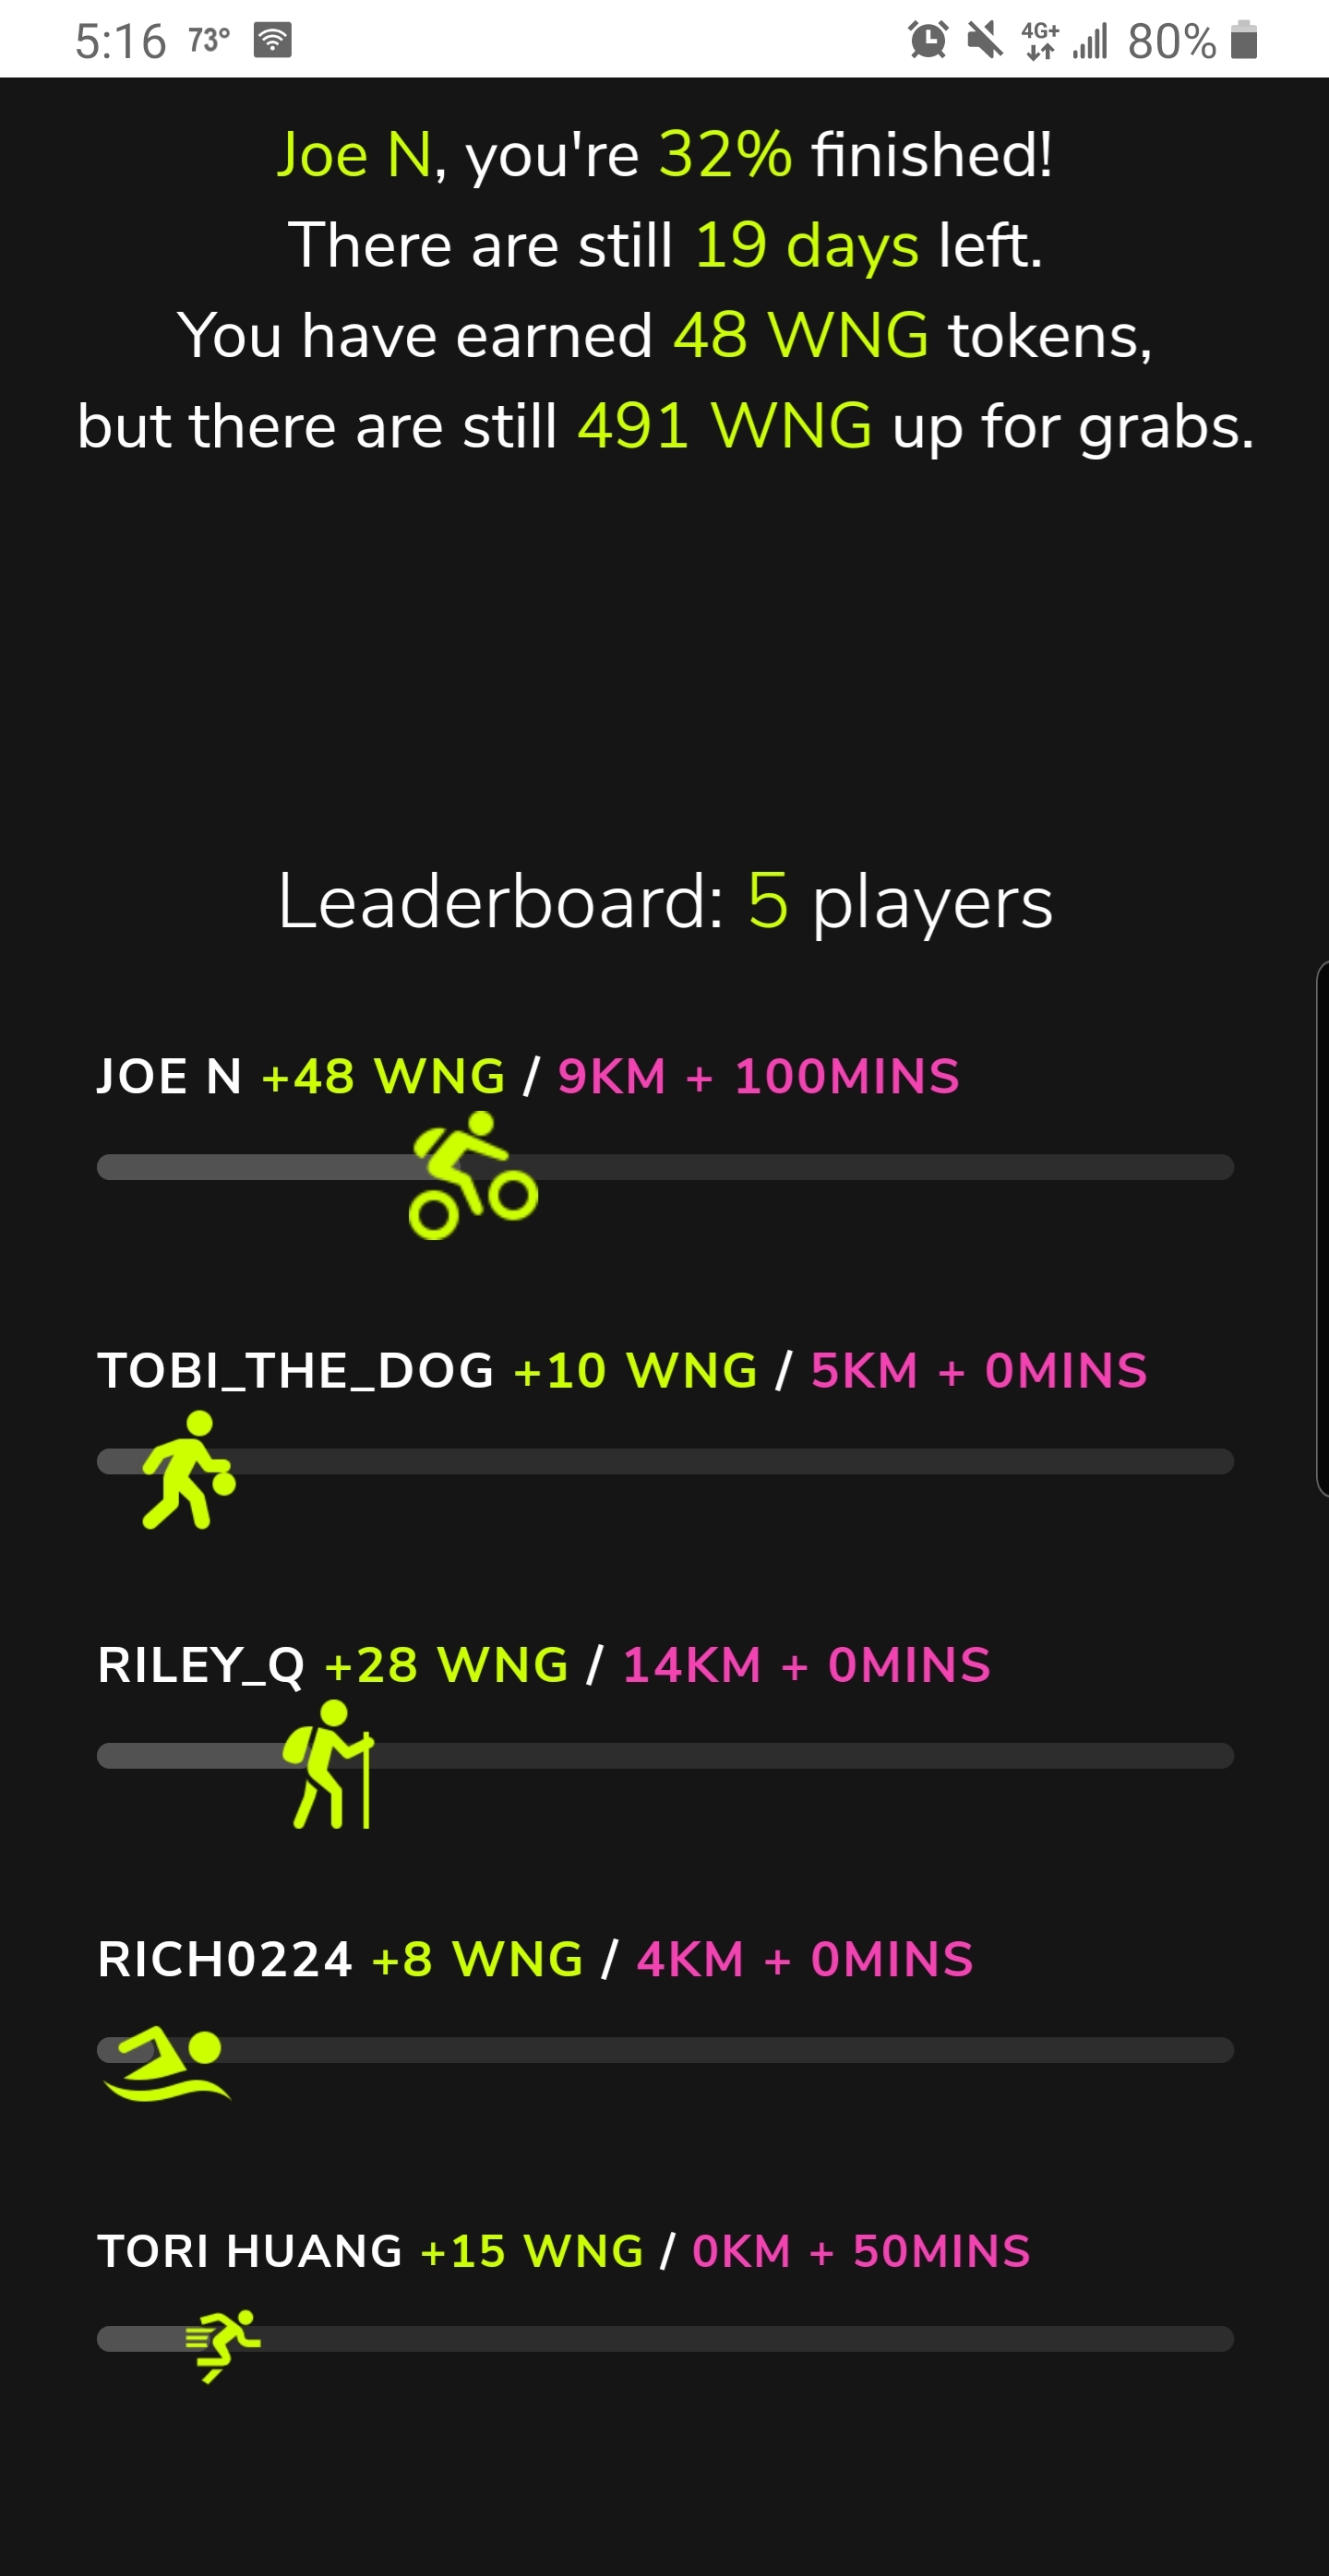 5:16 73° 4G+ 80%
Joe N, you're 32% finished!
There are still 19 days left.
You have earned 48 WNG tokens,
but there are still 491 WNG up for grabs.
Leaderboard: 5 players
JOE N +48 WNG / 9KM + 100MINS
TOBI_THE_DOG +10 WNG / 5KM + 0MINS
RILEY_Q +28 WNG / 14KM + 0MINS
RICH0224 +8 WNG / 4KM + 0MINS
TORI HUANG +15 WNG / 0KM + 50MINS